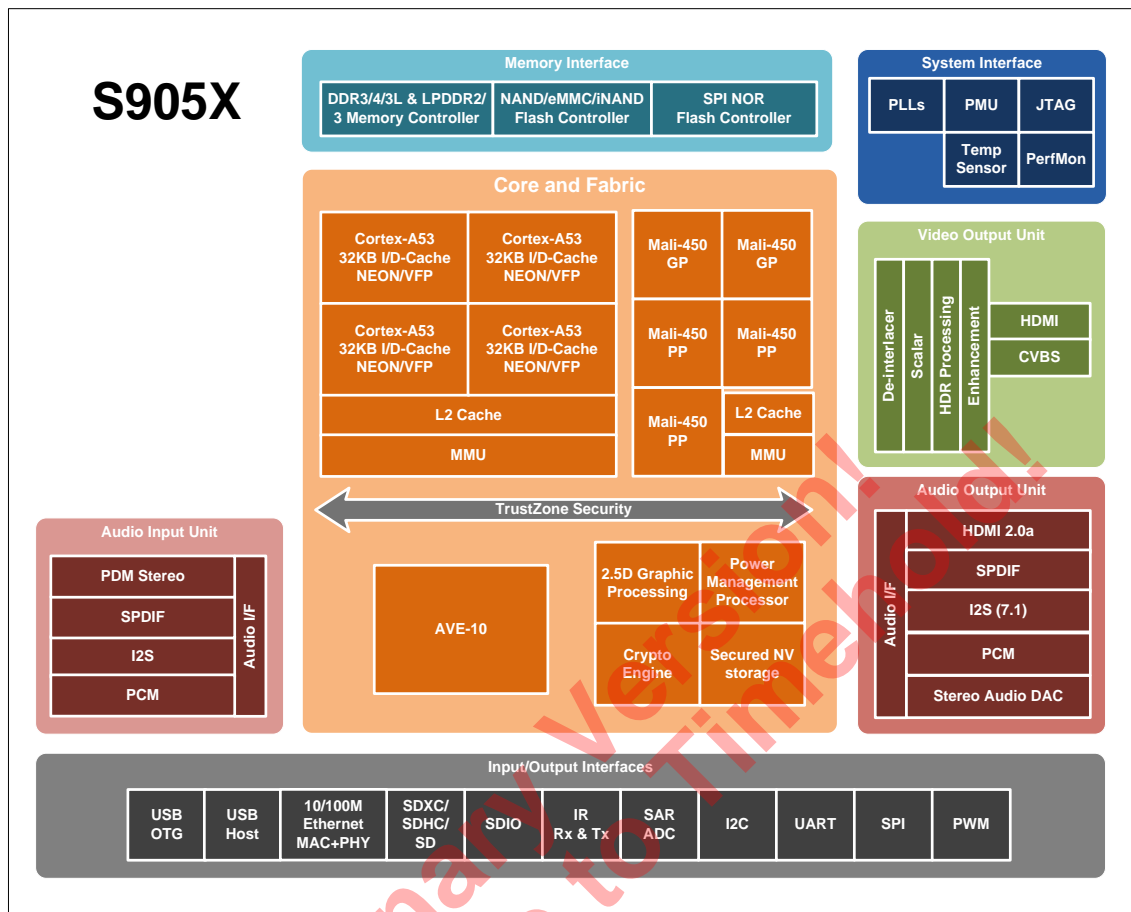 S905X
Memory Interface
DDR3/4/3L & LPDDR2/
3 Memory Controller
NAND/eMMC/iNAND
Flash Controller
SPI NOR
Flash Controller
System Interface
PLLs
PMU
JTAG
Temp
Sensor
PerfMon
Core and Fabric
Cortex-A53
32KB I/D-Cache
NEON/VFP
Cortex-A53
32KB I/D-Cache
NEON/VFP
Cortex-A53
32KB I/D-Cache
NEON/VFP
Cortex-A53
32KB I/D-Cache
NEON/VFP
L2 Cache
MMU
Mali-450
GP
Mali-450
GP
Mali-450
PP
Mali-450
PP
Mali-450
PP
L2 Cache
MMU
TrustZone Security
AVE-10
2.5D Graphic
Processing
Power
Management
Processor
Crypto
Engine
Secured NV
storage
Video Output Unit
De-interlacer
Scalar
HDR Processing
Enhancement
HDMI
CVBS
Audio Input Unit
PDM Stereo
SPDIF
I2S
PCM
Audio I/F
Audio Output Unit
Audio I/F
HDMI 2.0a
SPDIF
I2S (7.1)
PCM
Stereo Audio DAC
Input/Output Interfaces
USB
OTG
USB
Host
10/100M
Ethernet
MAC+PHY
SDXC/
SDHC/
SD
SDIO
IR
Rx & Tx
SAR
ADC
I2C
UART
SPI
PWM
Version!
to Timehold!